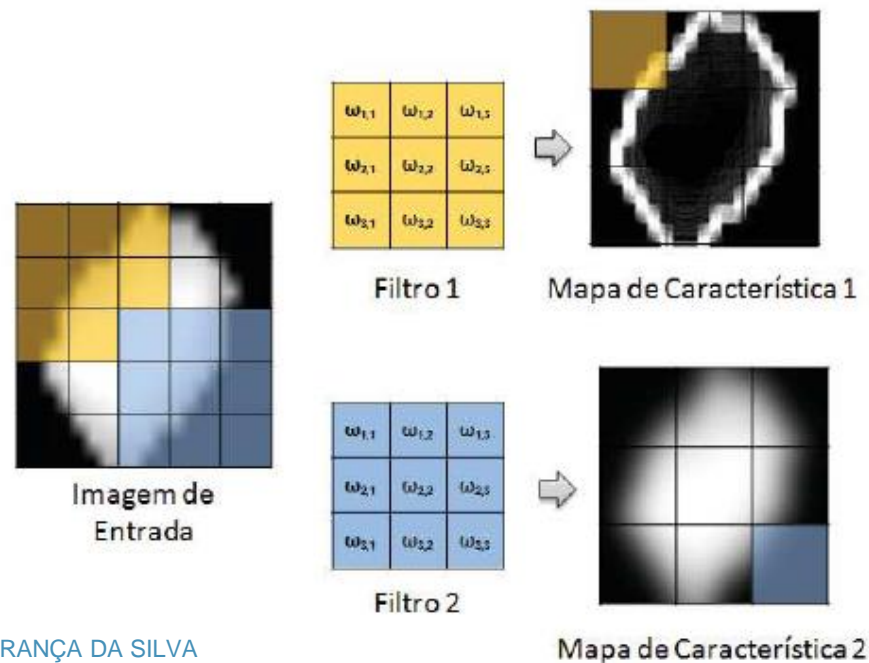 ω1,1 ω1,2 ω1,3
ω2,1 ω2,2 ω2,3
ω3,1 ω3,2 ω3,3
Filtro 1
Mapa de Característica 1
Imagem de
Entrada
ω1,1 ω1,2 ω1,3
ω2,1 ω2,2 ω2,3
ω3,1 ω3,2 ω3,3
Filtro 2
RANÇA DA SILVA
Mapa de Característica 2